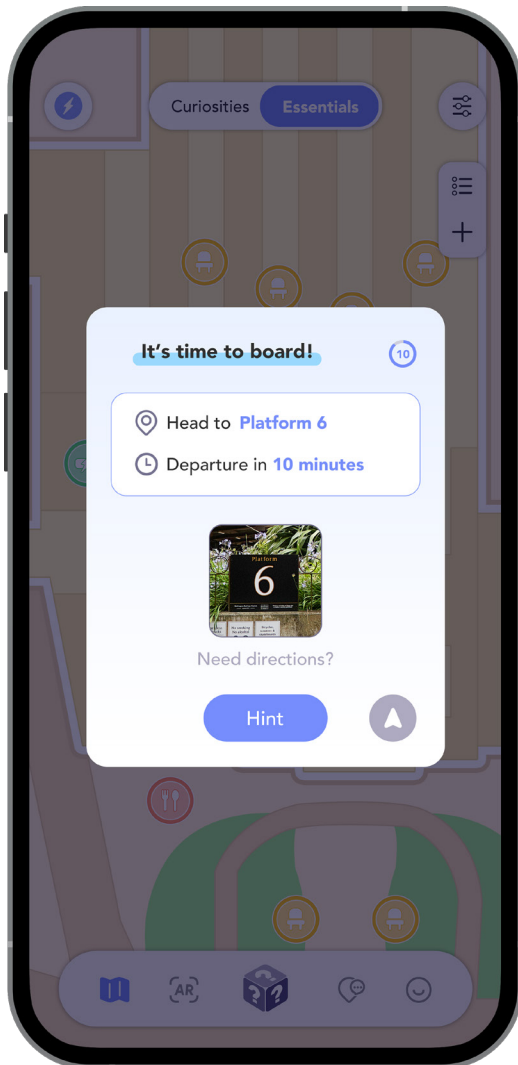 Curiosities
Essentials
It's time to board!
10
Head to Platform 6
Departure in 10 minutes
Platform
6
Need directions?
Hint
AR
? ?